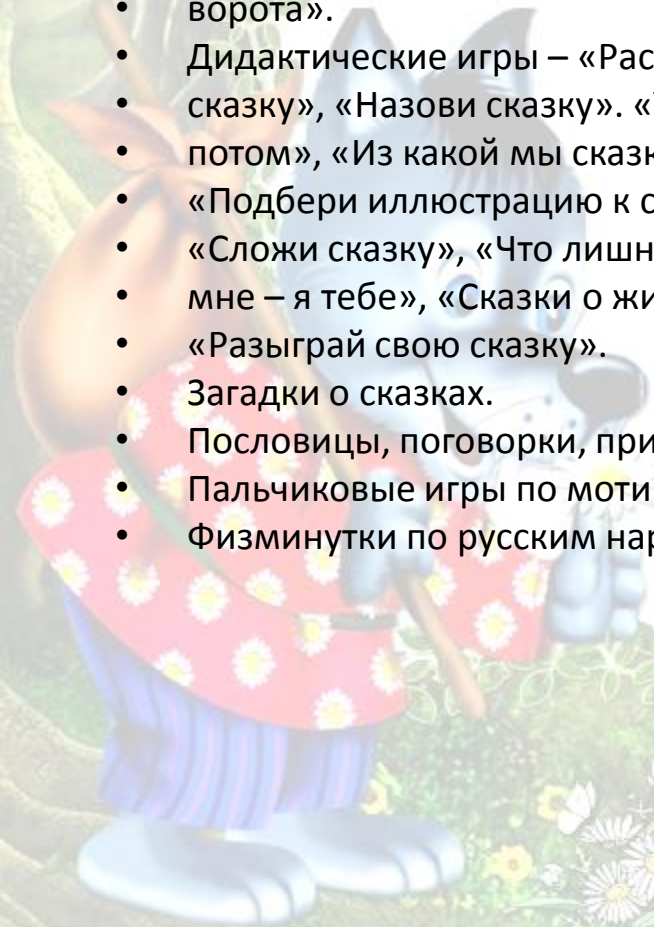 • ворота».
• Дидактические игры – «Рас
• сказку», «Назови сказку». «
• потом», «Из какой мы сказк
• «Подбери иллюстрацию к с
• «Сложи сказку», «Что лишн
• мне – я тебе», «Сказки о жи
• «Разыграй свою сказку».
• Загадки о сказках.
• Пословицы, поговорки, при
• Пальчиковые игры по моти
• Физминутки по русским нар